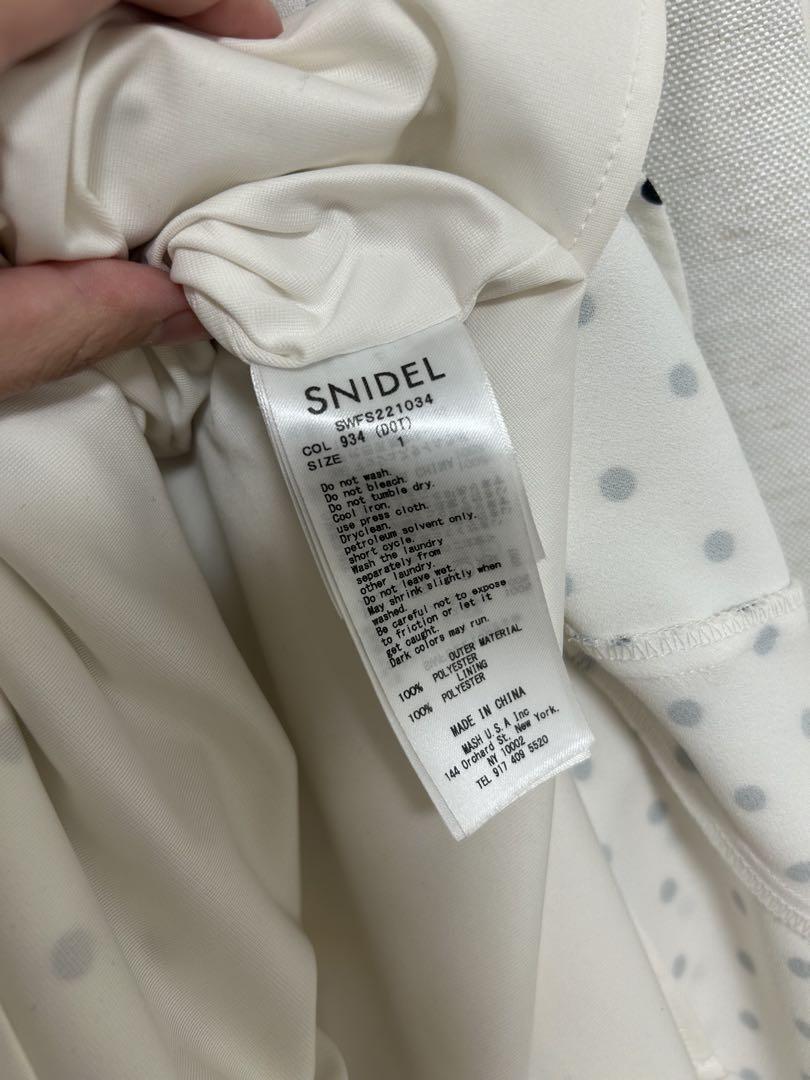 SNIDEL
SWFS221034
COL 934 (DOT)
SIZE 1
Do not wash.
Do not bleach.
Do not tumble dry.
Cool iron.
use press cloth.
Dryclean.
petroleum solvent only.
short cycle.
Wash the laundry
separately from
other laundry.
Do not leave wet.
May shrink slightly when
washed.
Be careful not to expose
to friction or let it
get caught.
Dark colors may run.
OUTER MATERIAL
100% POLYESTER
LINING
100% POLYESTER
MADE IN CHINA
MASH U.S.A Inc
144 Orchard St. New York.
NY 10002
TEL 917 409 5520